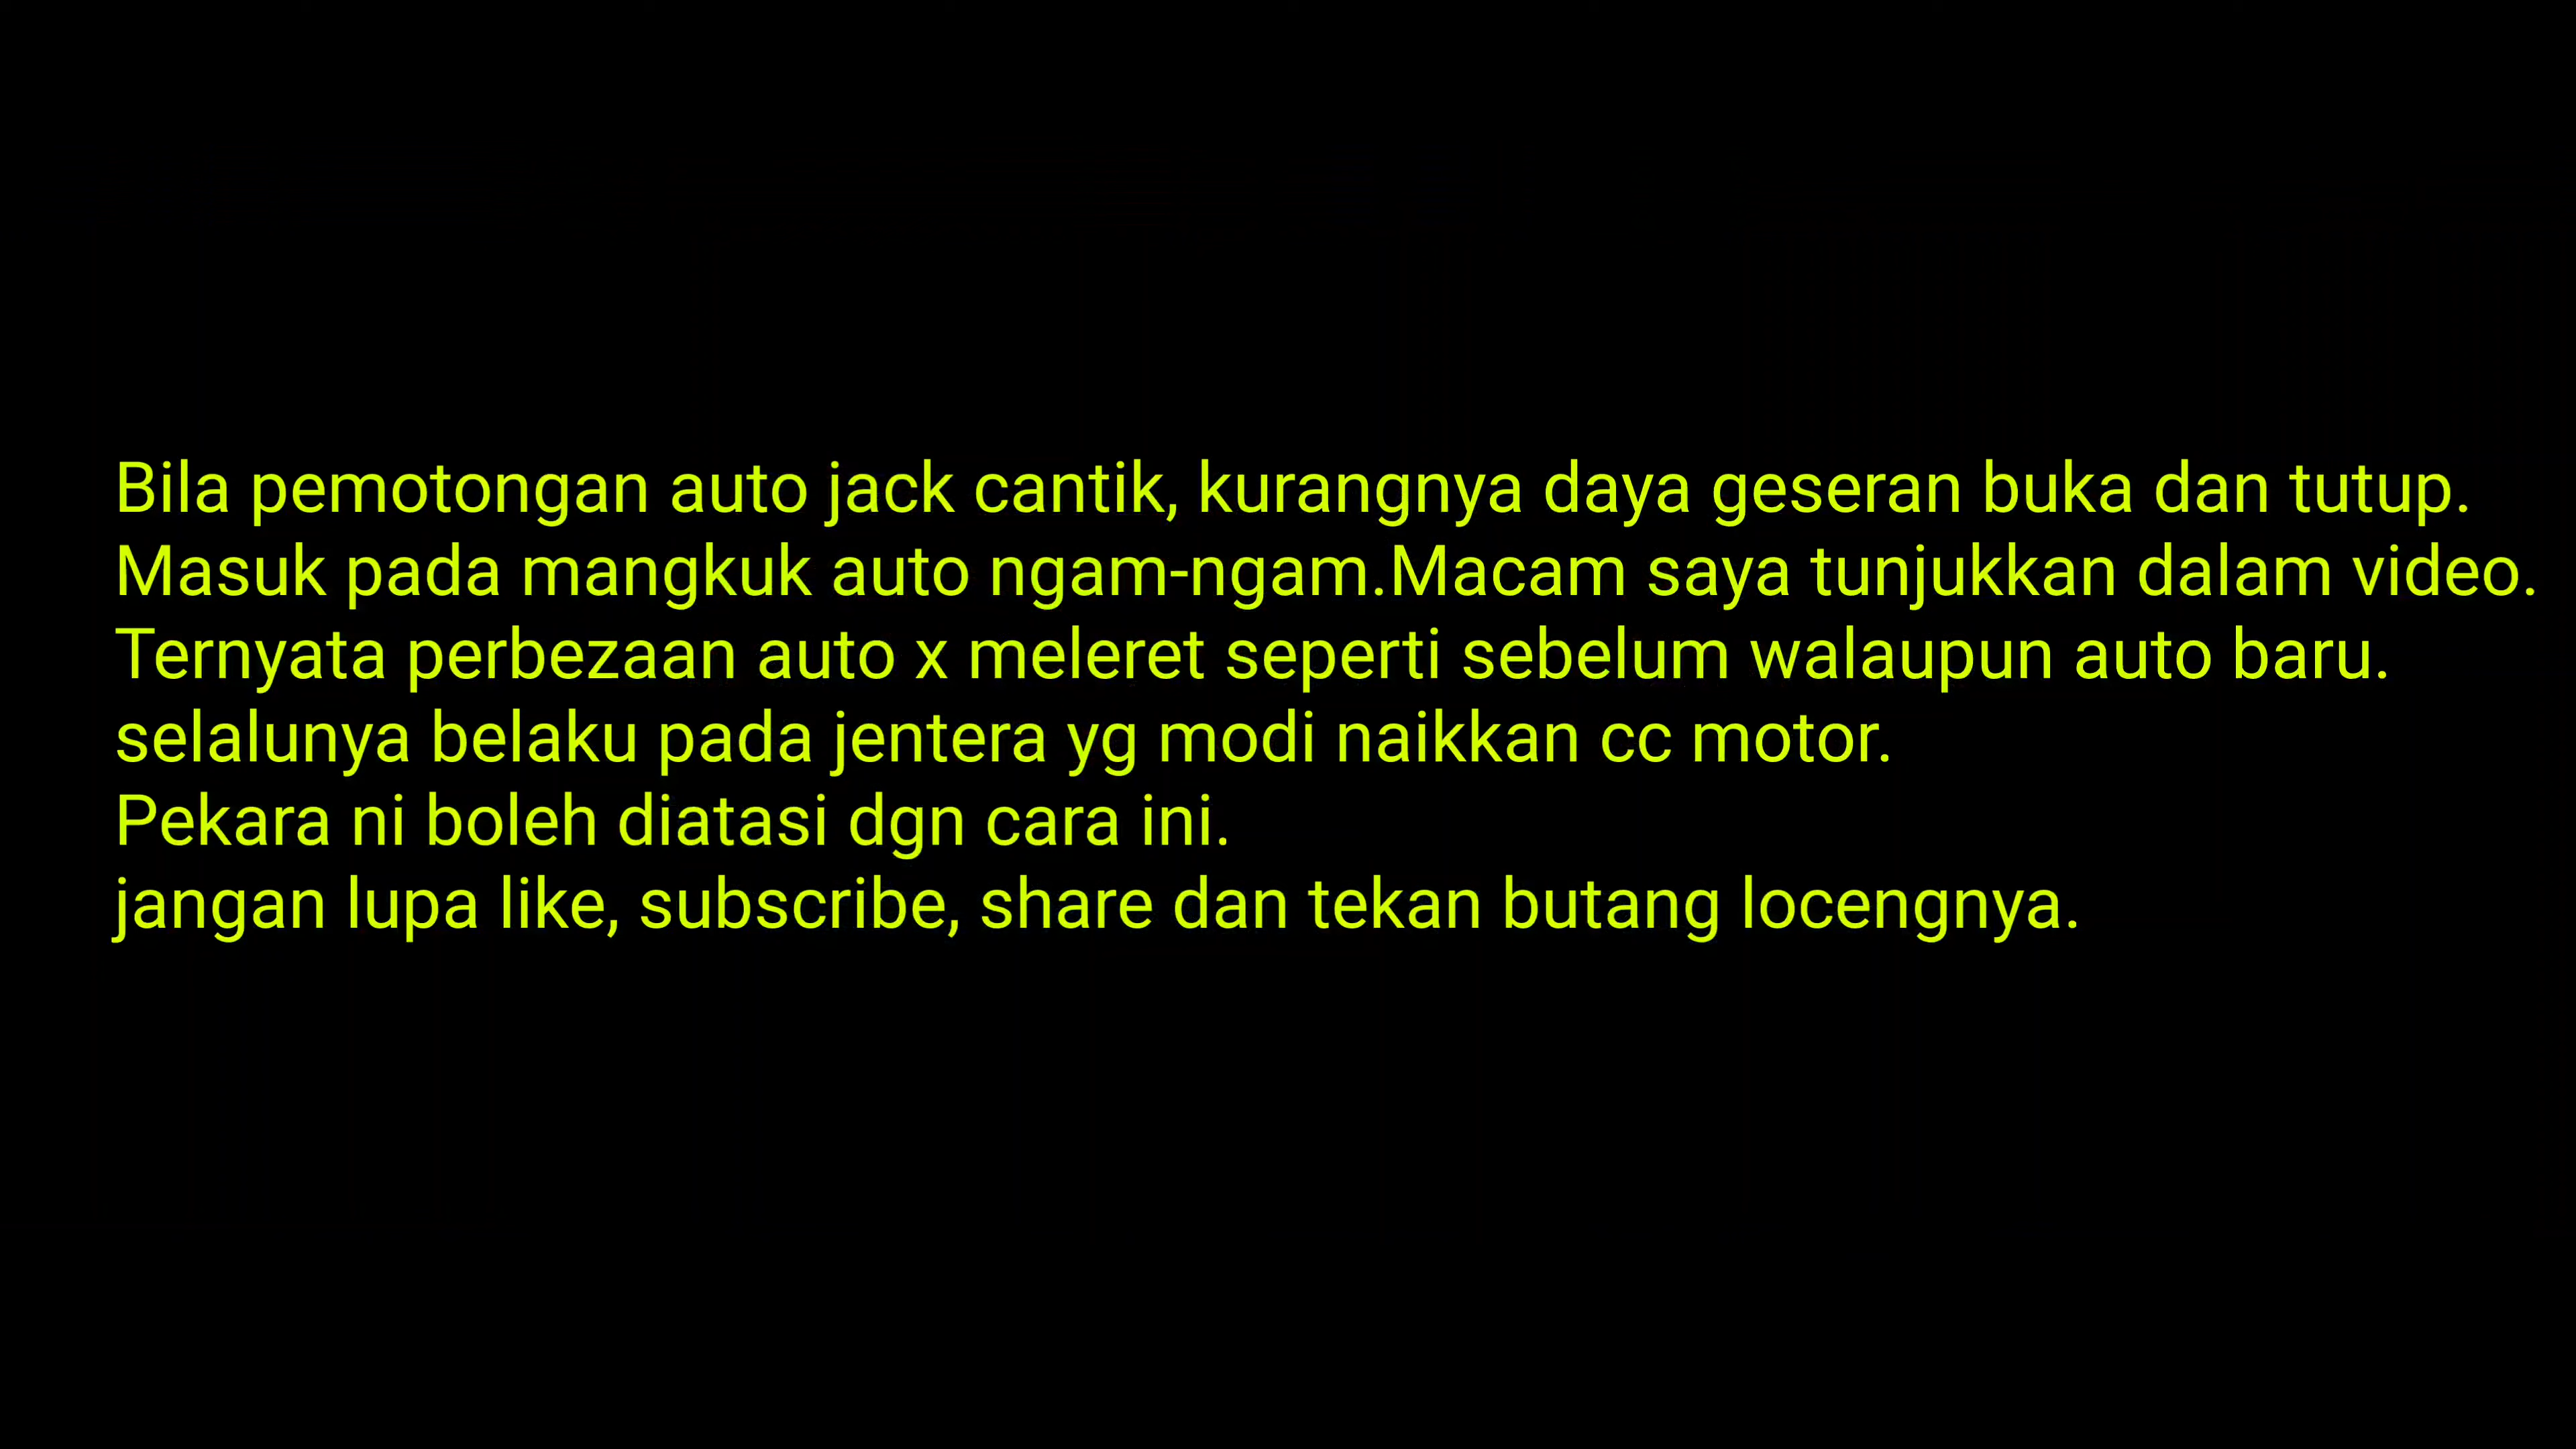 Bila pemotongan auto jack cantik, kurangnya daya geseran buka dan tutup.
Masuk pada mangkuk auto ngam-ngam.Macam saya tunjukkan dalam video.
Ternyata perbezaan auto x meleret seperti sebelum walaupun auto baru.
selalunya belaku pada jentera yg modi naikkan cc motor.
Pekara ni boleh diatasi dgn cara ini.
jangan lupa like, subscribe, share dan tekan butang locengnya.